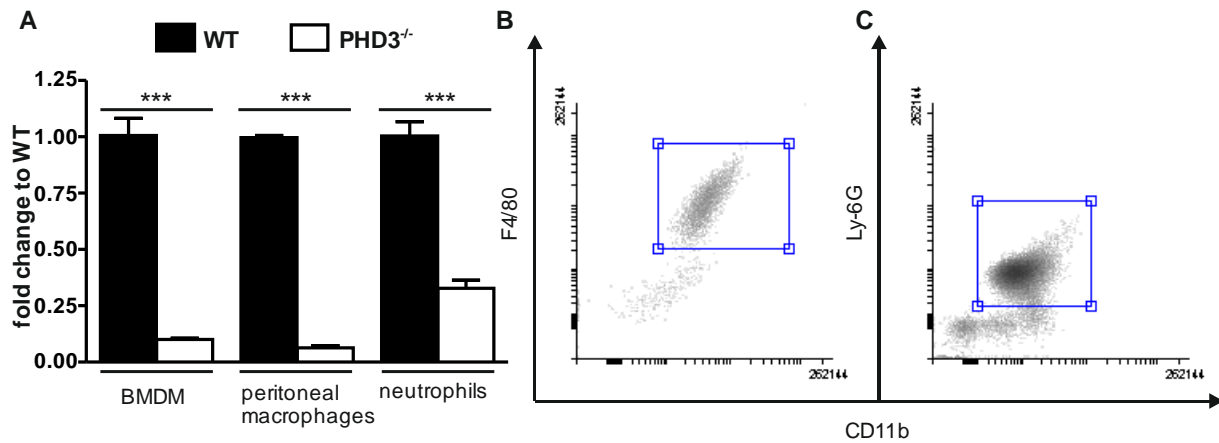 A
WT
PHD3-/-
fold change to WT
1.25
1.00
0.75
0.50
0.25
0.00
***
***
***
BMDM
peritoneal
macrophages
neutrophils
B
F4/80
262144
262144
C
Ly-6G
262144
262144
CD11b